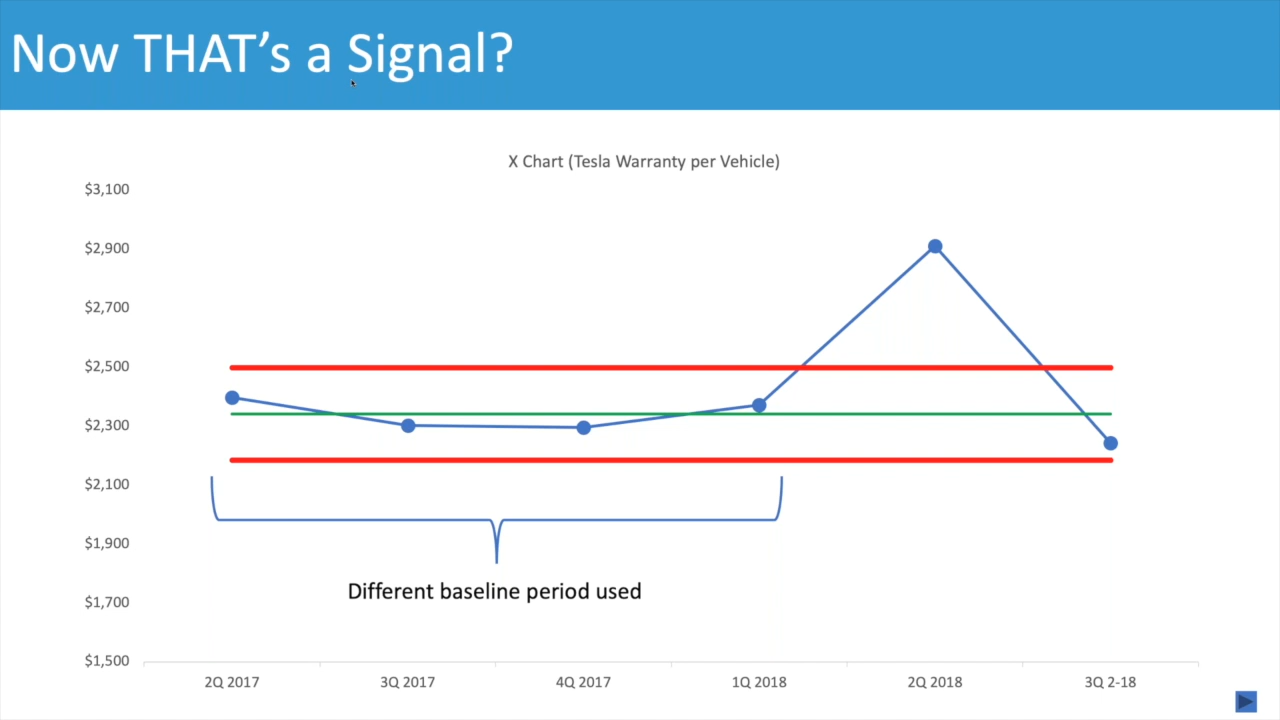 Now THAT's a Signal?
X Chart (Tesla Warranty per Vehicle)
$3,100
$2,900
$2,700
$2,500
$2,300
$2,100
$1,900
$1,700
$1,500
Different baseline period used
2Q 2017
3Q 2017
4Q 2017
1Q 2018
2Q 2018
3Q 2-18